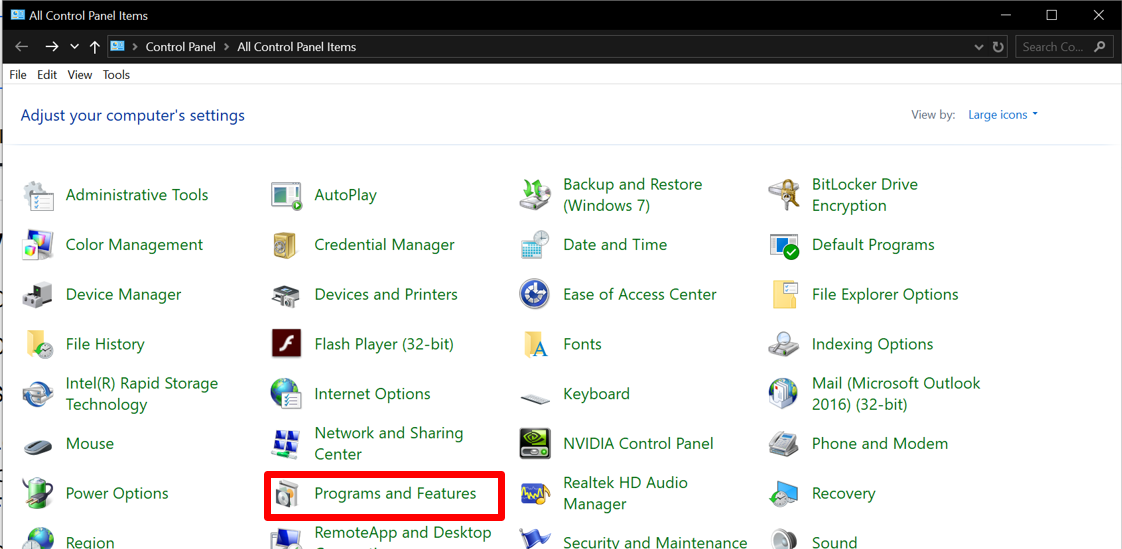 All Control Panel Items
Control Panel > All Control Panel Items
Search Co...
File Edit View Tools
Adjust your computer's settings
View by: Large icons
Administrative Tools
AutoPlay
Backup and Restore
(Windows 7)
BitLocker Drive
Encryption
Color Management
Credential Manager
Date and Time
Default Programs
Device Manager
Devices and Printers
Ease of Access Center
File Explorer Options
File History
Flash Player (32-bit)
Fonts
Indexing Options
Intel(R) Rapid Storage
Technology
Internet Options
Keyboard
Mail (Microsoft Outlook
2016) (32-bit)
Mouse
Network and Sharing
Center
NVIDIA Control Panel
Phone and Modem
Power Options
Programs and Features
Realtek HD Audio
Manager
Recovery
Region
RemoteApp and Desktop
Security and Maintenance
Sound